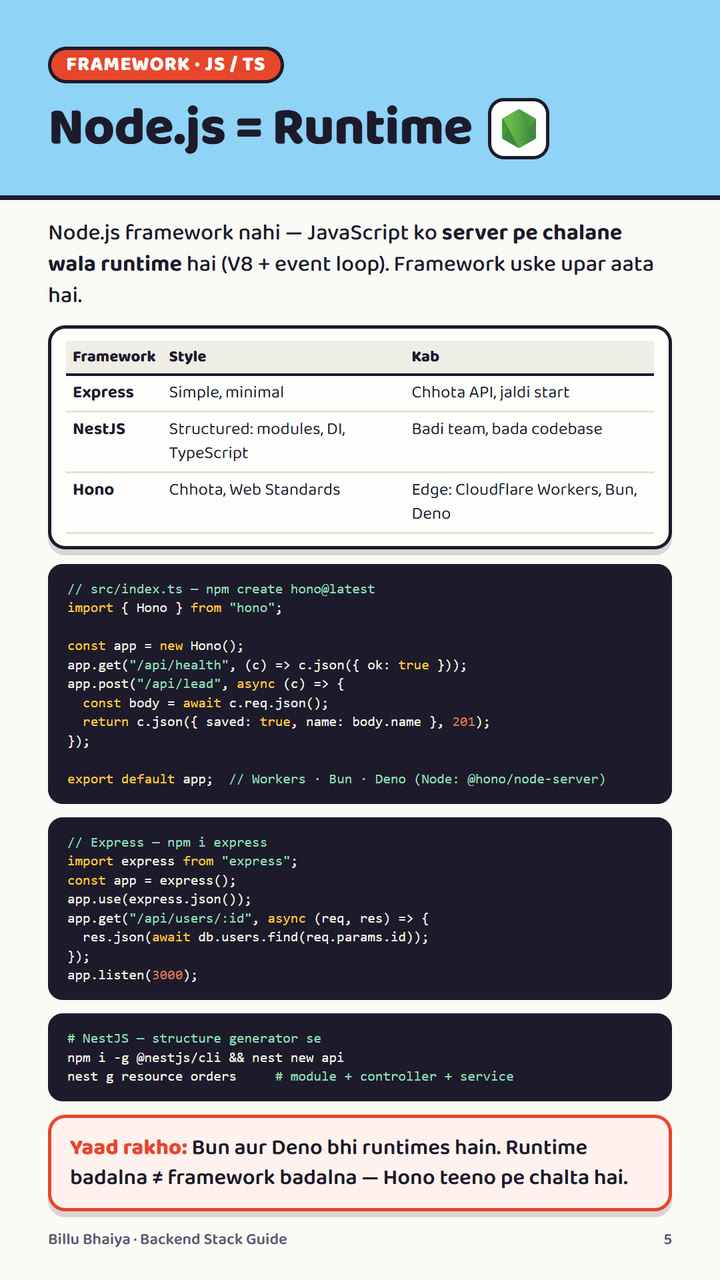 FRAMEWORK · JS / TS
Node.js = Runtime
Node.js framework nahi — JavaScript ko server pe chalane
wala runtime hai (V8 + event loop). Framework uske upar aata
hai.
Framework Style Kab
Express Simple, minimal Chhota API, jaldi start
NestJS Structured: modules, DI, Badi team, bada codebase
TypeScript
Hono Chhota, Web Standards Edge: Cloudflare Workers, Bun,
Deno
// src/index.ts — npm create hono@latest
import { Hono } from "hono";
const app = new Hono();
app.get("/api/health", (c) => c.json({ ok: true }));
app.post("/api/lead", async (c) => {
  const body = await c.req.json();
  return c.json({ saved: true, name: body.name }, 201);
});
export default app;  // Workers · Bun · Deno (Node: @hono/node-server)
// Express — npm i express
import express from "express";
const app = express();
app.use(express.json());
app.get("/api/users/:id", async (req, res) => {
  res.json(await db.users.find(req.params.id));
});
app.listen(3000);
# NestJS — structure generator se
npm i -g @nestjs/cli && nest new api
nest g resource orders     # module + controller + service
Yaad rakho: Bun aur Deno bhi runtimes hain. Runtime
badalna ≠ framework badalna — Hono teeno pe chalta hai.
Billu Bhaiya · Backend Stack Guide 5